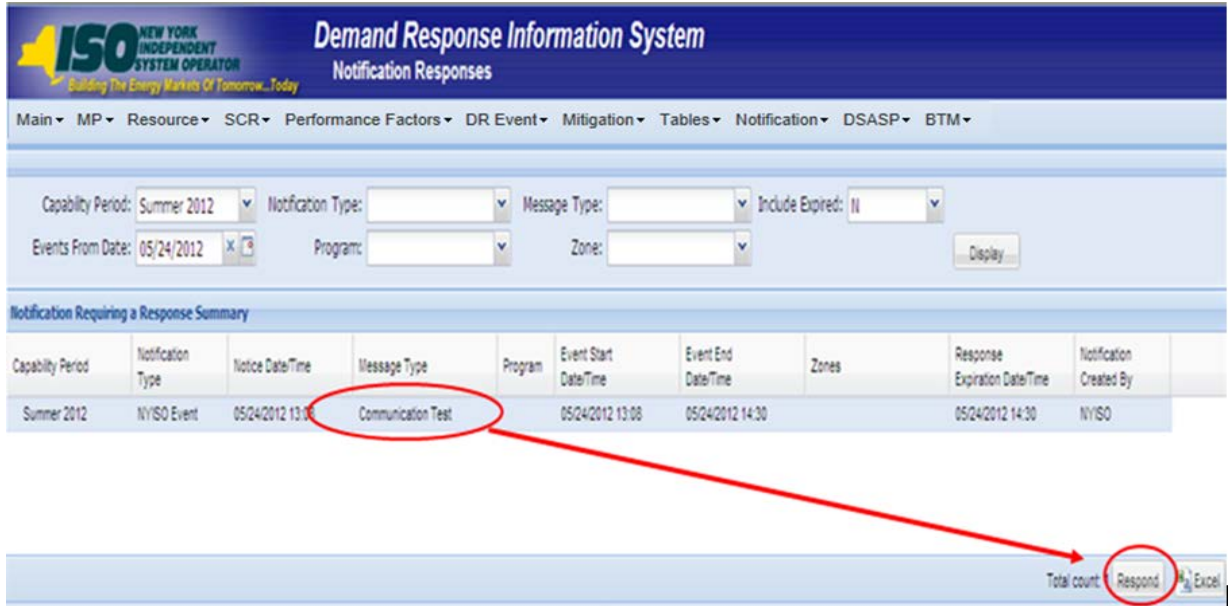 ISO NEW YORK INDEPENDENT SYSTEM OPERATOR
Building The Energy Markets Of Tomorrow...Today
Demand Response Information System
Notification Responses
Main MP Resource SCR Performance Factors DR Event Mitigation Tables Notification DSASP BTM
Capability Period: Summer 2012 Notification Type: Message Type: Include Expired: N
Events From Date: 05/24/2012 Program: Zone: Display
Notification Requiring a Response Summary
Capability Period Notification Type Notice Date/Time Message Type Program Event Start Date/Time Event End Date/Time Zones Response Expiration Date/Time Notification Created By
Summer 2012 NYISO Event 05/24/2012 13:08 Communication Test 05/24/2012 13:08 05/24/2012 14:30 05/24/2012 14:30 NYISO
Total count: 1 Respond Excel